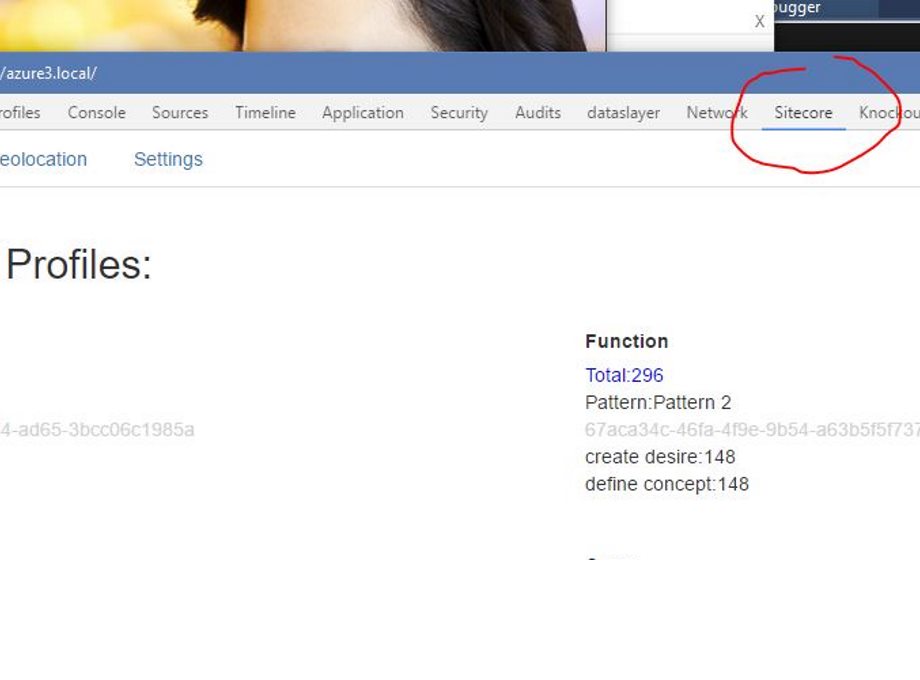 bugger
X
/azure3.local/
rofiles Console Sources Timeline Application Security Audits dataslayer Network Sitecore Knockou
eolocation Settings
Profiles:
Function
Total:296
Pattern:Pattern 2
4-ad65-3bcc06c1985a 67aca34c-46fa-4f9e-9b54-a63b5f5f737
create desire:148
define concept:148